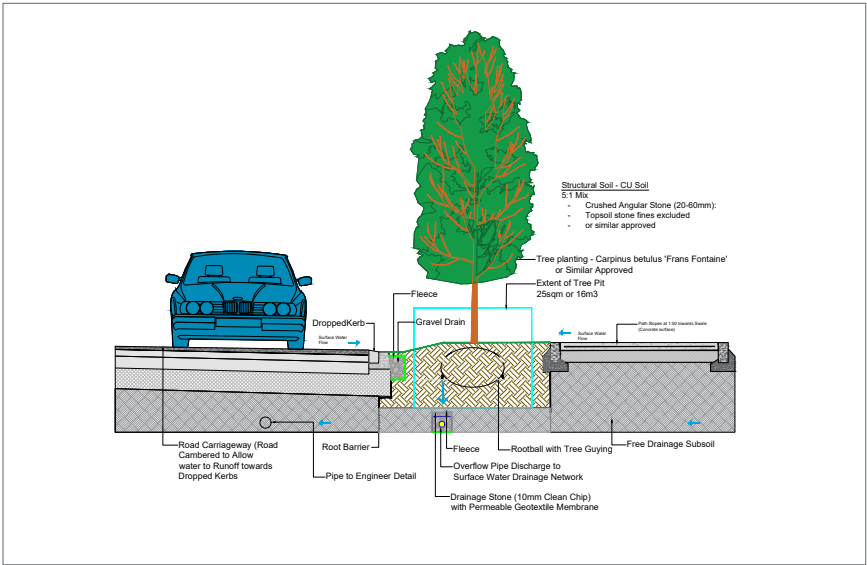 Structural Soil - CU Soil
5:1 Mix
- Crushed Angular Stone (20-60mm):
- Topsoil stone fines excluded
- or similar approved
Tree planting - Carpinus betulus 'Frans Fontaine'
or Similar Approved
Extent of Tree Pit
25sqm or 16m3
Fleece
DroppedKerb
Gravel Drain
Surface Water
Flow
Surface Water
Flow
Path Slopes at 1:50 towards Swale
(Concrete surface)
Road Carriageway (Road
Cambered to Allow
water to Runoff towards
Dropped Kerbs
Root Barrier
Pipe to Engineer Detail
Fleece
Rootball with Tree Guying
Free Drainage Subsoil
Overflow Pipe Discharge to
Surface Water Drainage Network
Drainage Stone (10mm Clean Chip)
with Permeable Geotextile Membrane